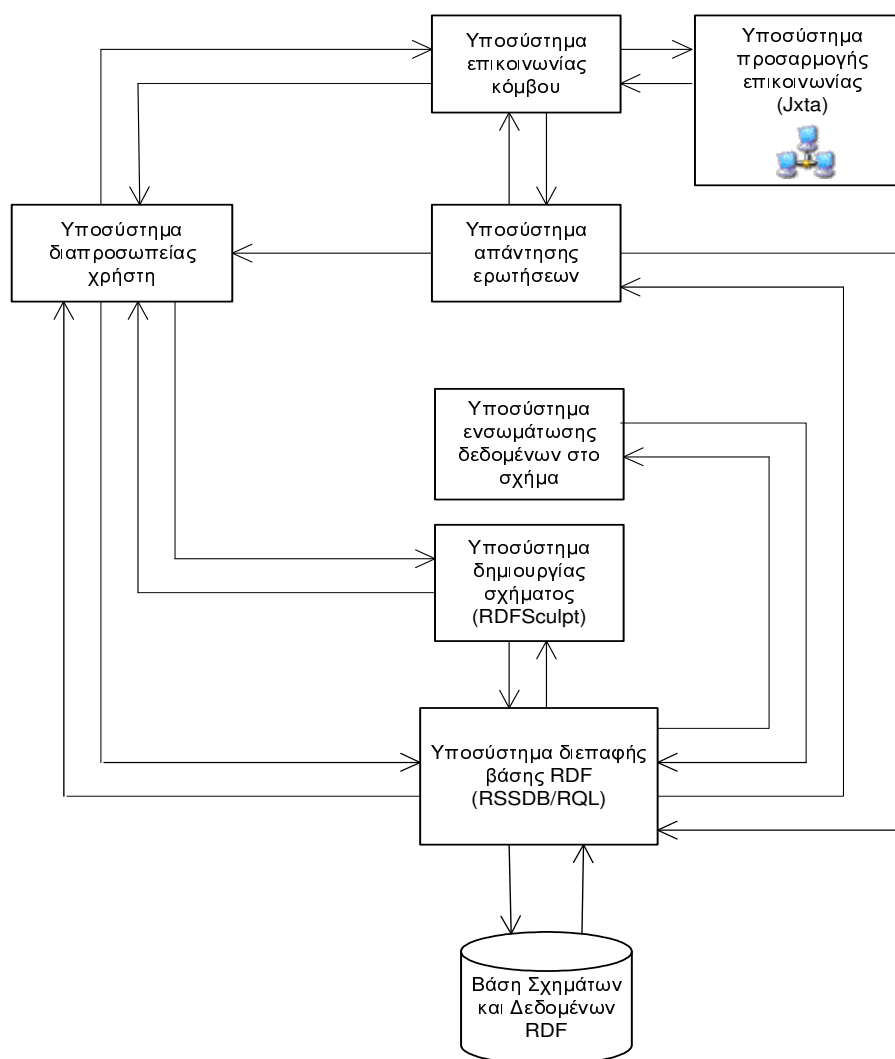 Υποσύστημα
επικοινωνίας
κόμβου
Υποσύστημα
προσαρμογής
επικοινωνίας
(Jxta)
Υποσύστημα
διαπροσωπείας
χρήστη
Υποσύστημα
απάντησης
ερωτήσεων
Υποσύστημα
ενσωμάτωσης
δεδομένων στο
σχήμα
Υποσύστημα
δημιουργίας
σχήματος
(RDFSculpt)
Υποσύστημα διεπαφής
βάσης RDF
(RSSDB/RQL)
Βάση Σχημάτων
και Δεδομένων
RDF